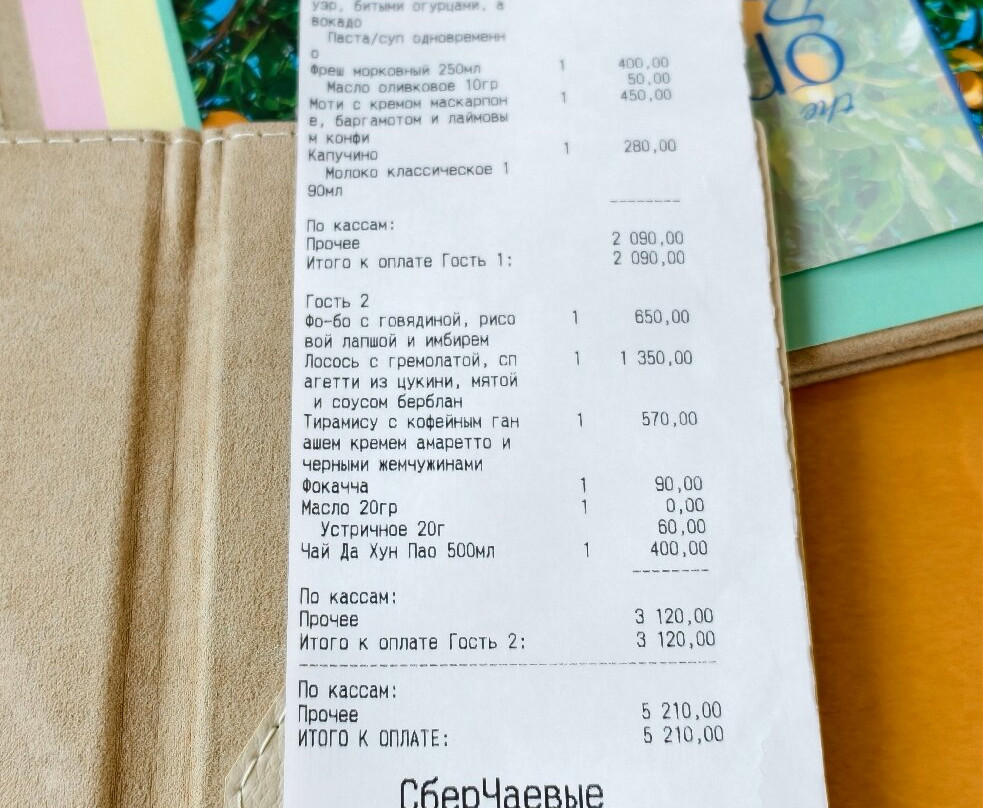 уэр, битыми огурцами, а
вокадо
Паста/суп одновременн
о
Фреш морковный 250мл 1 400,00
Масло оливковое 10гр 50,00
Моти с кремом маскарпон 1 450,00
е, баргамотом и лаймовы
м конфи
Капучино 1 280,00
Молоко классическое 1
90мл
По кассам:
Прочее 2 090,00
Итого к оплате Гость 1: 2 090,00
Гость 2
Фо-бо с говядиной, рисо 1 650,00
вой лапшой и имбирем
Лосось с гремолатой, сп 1 1 350,00
агетти из цукини, мятой
и соусом берблан
Тирамису с кофейным ган 1 570,00
ашем кремем амаретто и
черными жемчужинами
Фокачча 1 90,00
Масло 20гр 1 0,00
Устричное 20г 60,00
Чай Да Хун Пао 500мл 1 400,00
По кассам:
Прочее 3 120,00
Итого к оплате Гость 2: 3 120,00
По кассам:
Прочее 5 210,00
ИТОГО К ОПЛАТЕ: 5 210,00
СберЧаевые
the